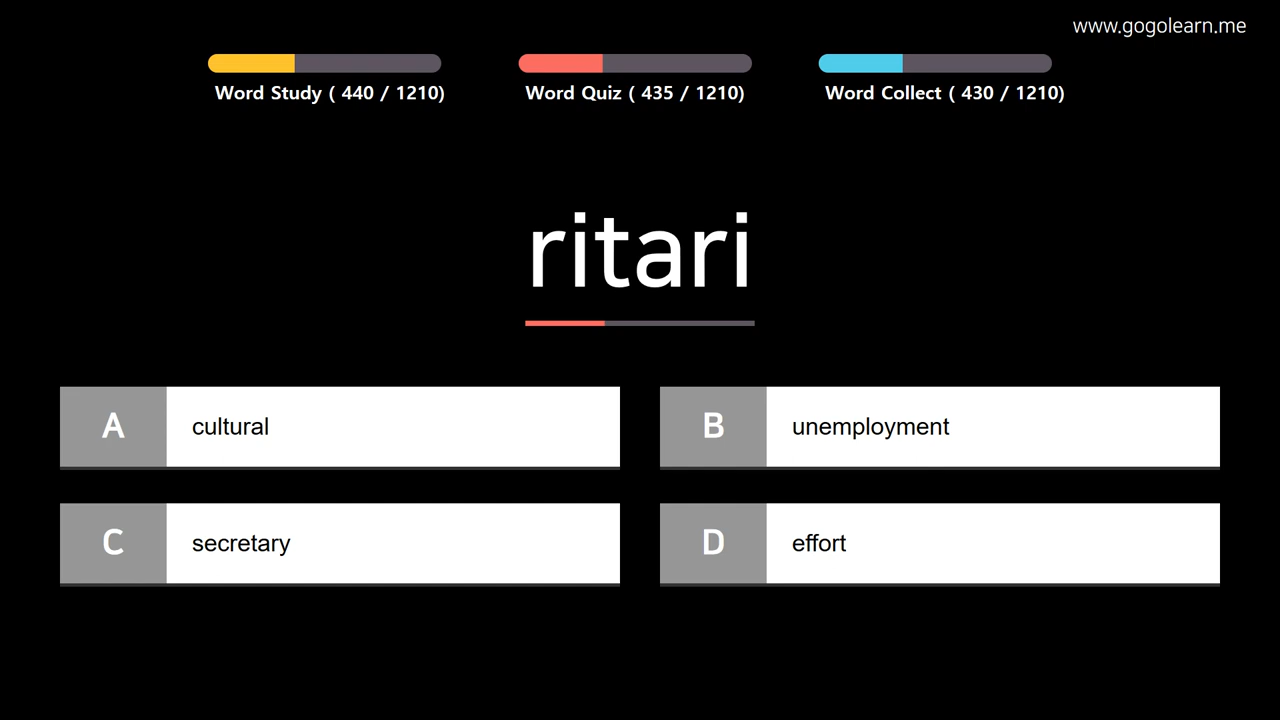 www.gogolearn.me
Word Study ( 440 / 1210)
Word Quiz ( 435 / 1210)
Word Collect ( 430 / 1210)
ritari
A cultural
B unemployment
C secretary
D effort